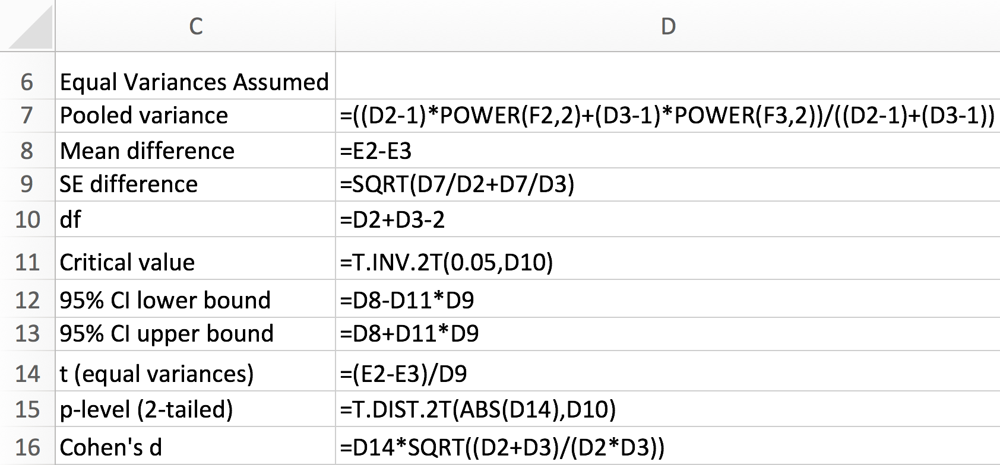 C D
6 Equal Variances Assumed
7 Pooled variance =((D2-1)*POWER(F2,2)+(D3-1)*POWER(F3,2))/((D2-1)+(D3-1))
8 Mean difference =E2-E3
9 SE difference =SQRT(D7/D2+D7/D3)
10 df =D2+D3-2
11 Critical value =T.INV.2T(0.05,D10)
12 95% CI lower bound =D8-D11*D9
13 95% CI upper bound =D8+D11*D9
14 t (equal variances) =(E2-E3)/D9
15 p-level (2-tailed) =T.DIST.2T(ABS(D14),D10)
16 Cohen's d =D14*SQRT((D2+D3)/(D2*D3))